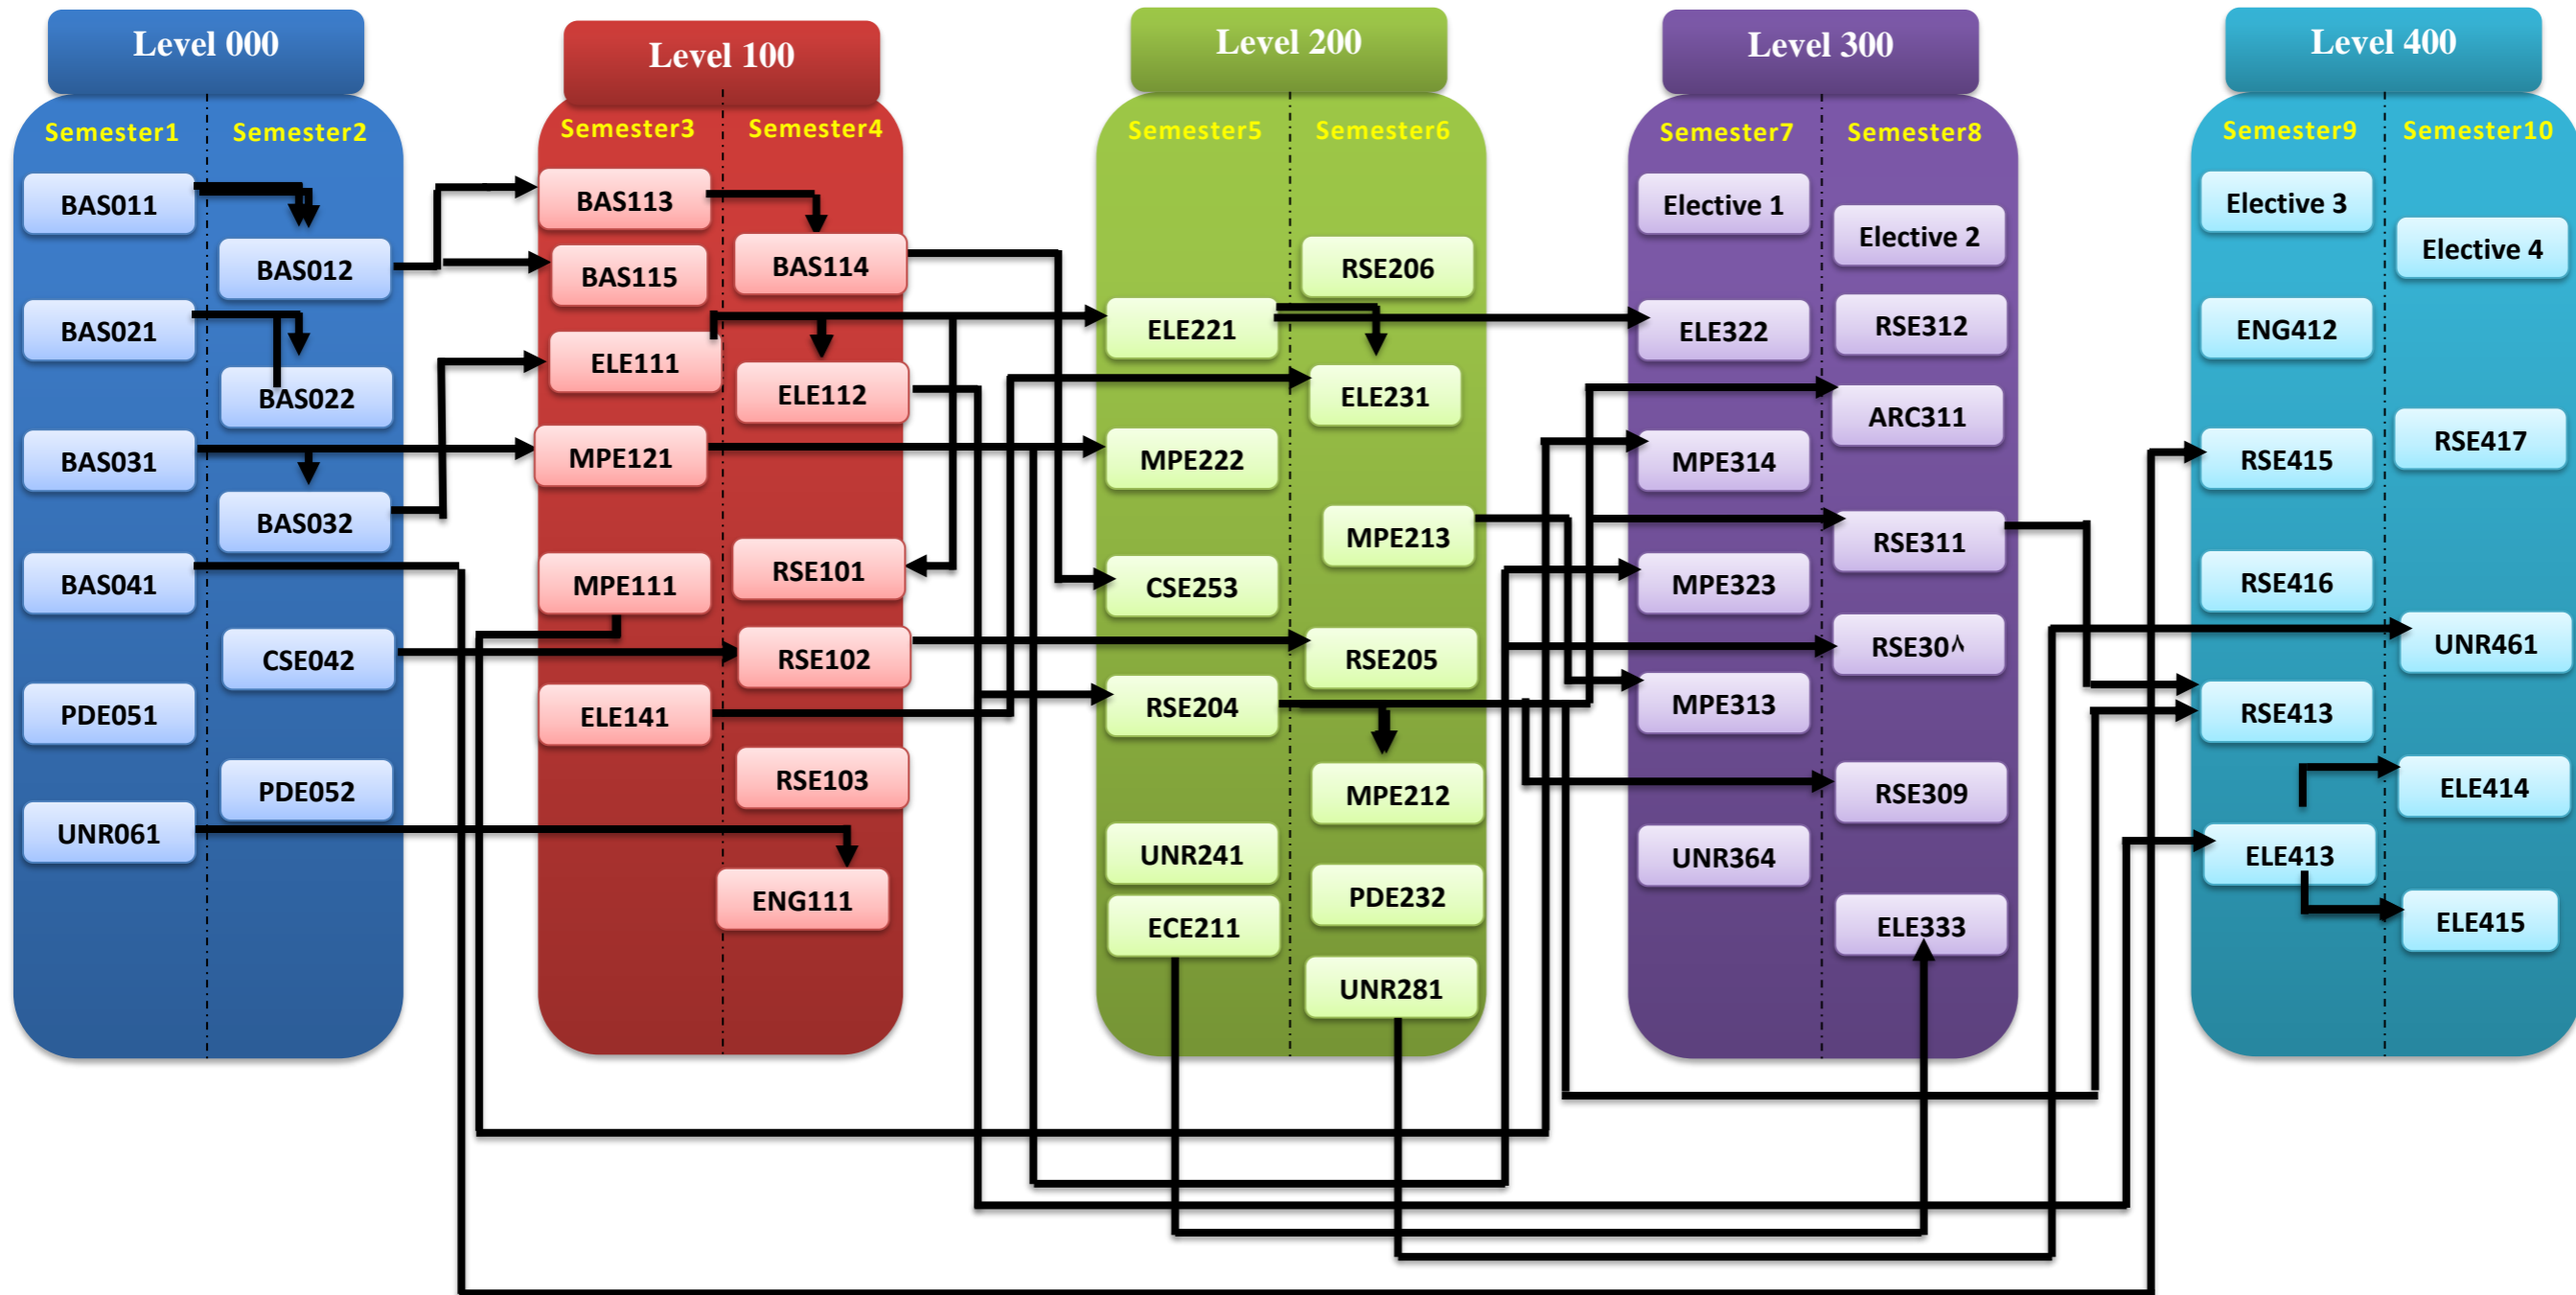 Level 000
Semester1
Semester2
BAS011
BAS012
BAS021
BAS022
BAS031
BAS032
BAS041
CSE042
PDE051
PDE052
UNR061
Level 100
Semester3
Semester4
BAS113
BAS114
BAS115
ELE111
ELE112
MPE121
RSE101
MPE111
RSE102
ELE141
RSE103
ENG111
Level 200
Semester5
Semester6
RSE206
ELE221
ELE231
MPE222
MPE213
CSE253
RSE205
RSE204
MPE212
UNR241
PDE232
ECE211
UNR281
Level 300
Semester7
Semester8
Elective 1
Elective 2
ELE322
RSE312
ARC311
MPE314
RSE311
MPE323
RSE30٨
MPE313
RSE309
UNR364
ELE333
Level 400
Semester9
Semester10
Elective 3
Elective 4
ENG412
RSE417
RSE415
RSE416
UNR461
RSE413
ELE414
ELE413
ELE415